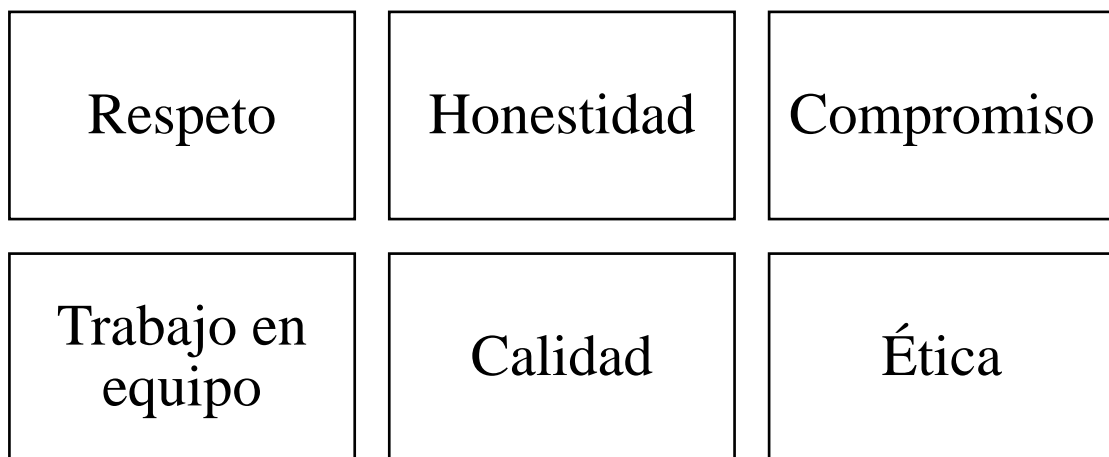 Respeto
Honestidad
Compromiso
Trabajo en
equipo
Calidad
Ética